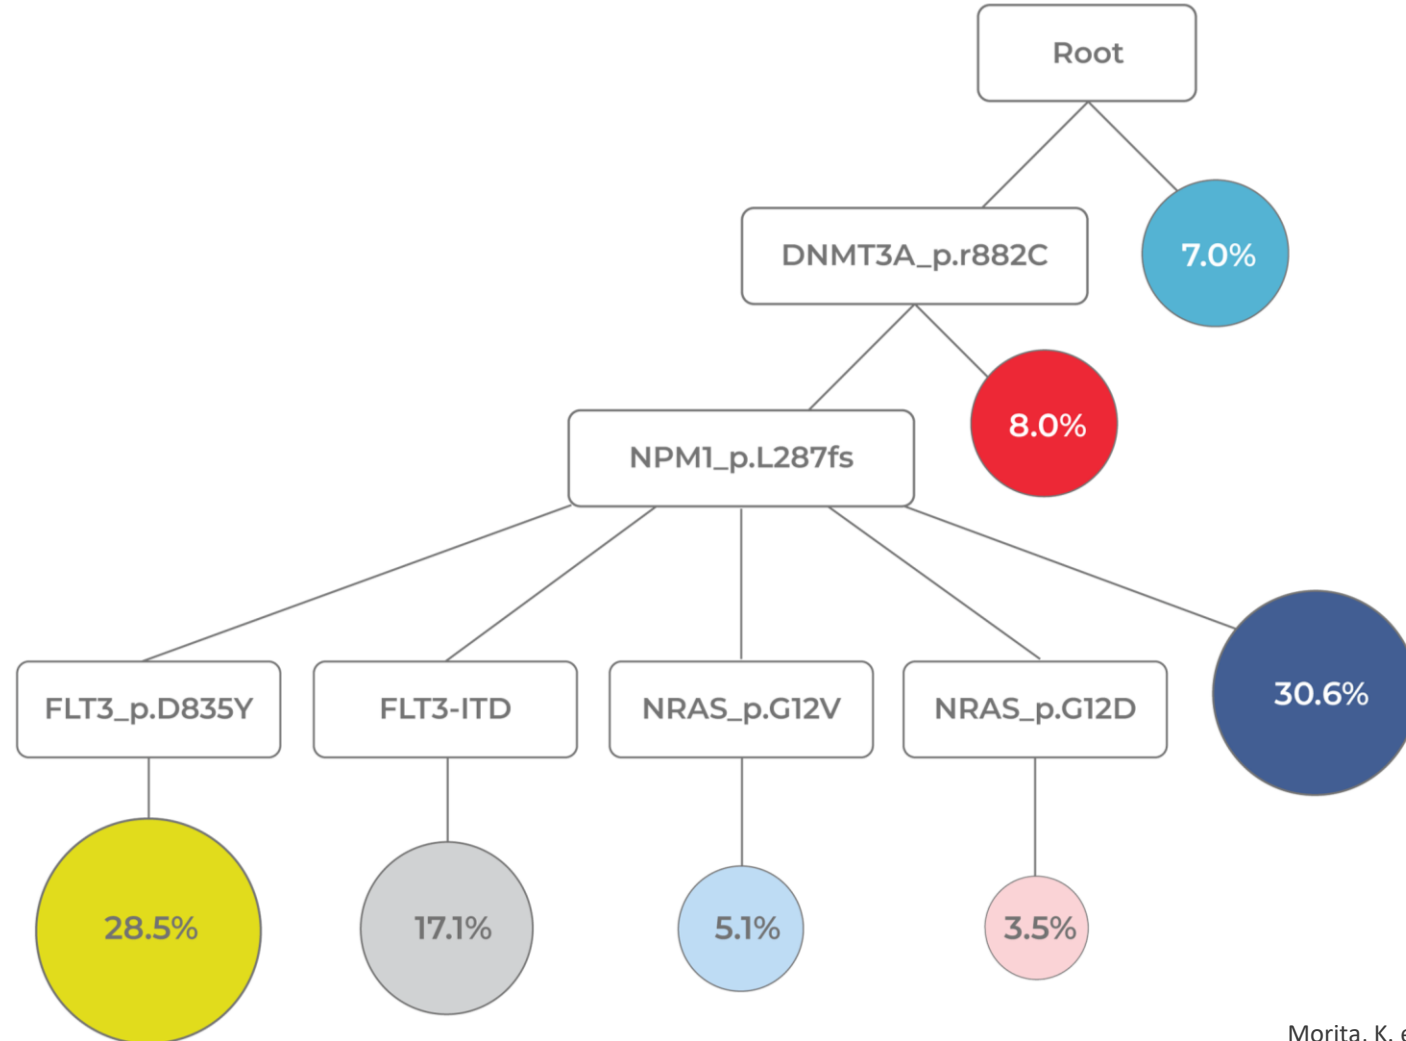 Root
DNMT3A_p.r882C
7.0%
NPM1_p.L287fs
8.0%
FLT3_p.D835Y
FLT3-ITD
NRAS_p.G12V
NRAS_p.G12D
30.6%
28.5%
17.1%
5.1%
3.5%
Morita, K. e